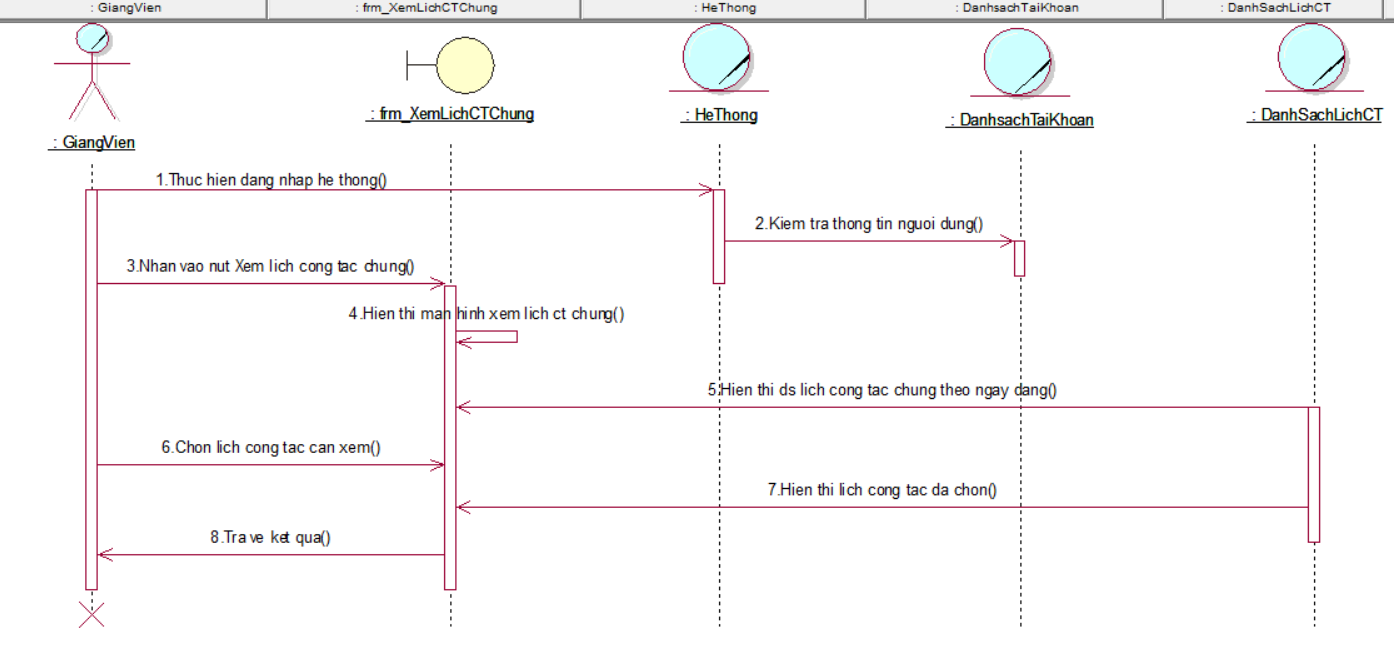 : GiangVien
: frm_XemLichCTChung
: HeThong
: DanhsachTaiKhoan
: DanhSachLichCT
: frm_XemLichCTChung
: HeThong
: DanhsachTaiKhoan
: DanhSachLichCT
: GiangVien
1.Thuc hien dang nhap he thong()
2.Kiem tra thong tin nguoi dung()
3.Nhan vao nut Xem lich cong tac chung()
4.Hien thi man hinh xem lich ct chung()
5.Hien thi ds lich cong tac chung theo ngay dang()
6.Chon lich cong tac can xem()
7.Hien thi lich cong tac da chon()
8.Tra ve ket qua()